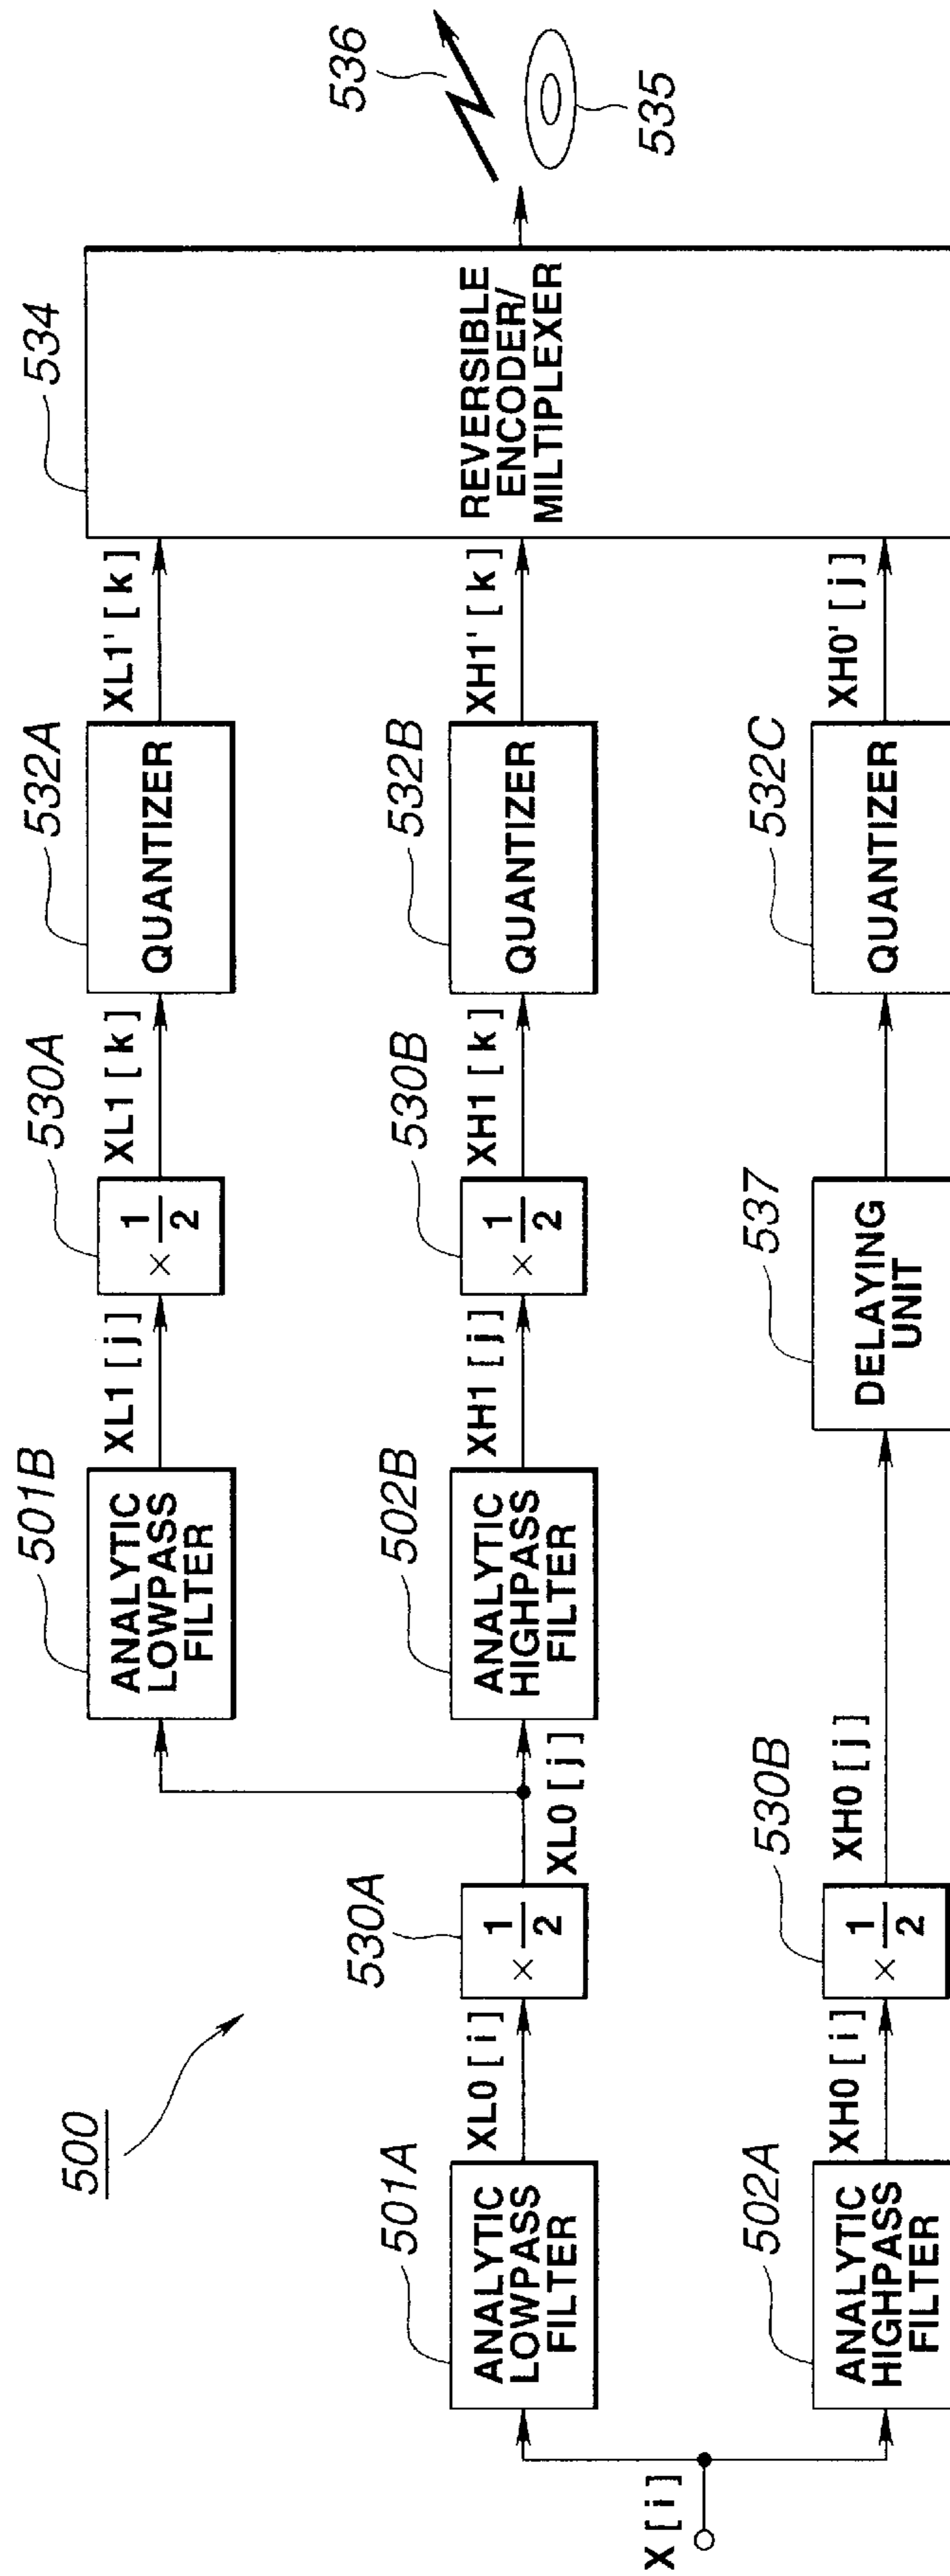 500
X [i]
501A
ANALYTIC
LOWPASS
FILTER
XL0 [i]
530A
× 1/2
XL0 [j]
502A
ANALYTIC
HIGHPASS
FILTER
XH0 [i]
530B
× 1/2
XH0 [j]
501B
ANALYTIC
LOWPASS
FILTER
XL1 [j]
530A
× 1/2
XL1 [k]
532A
QUANTIZER
XL1' [k]
502B
ANALYTIC
HIGHPASS
FILTER
XH1 [j]
530B
× 1/2
XH1 [k]
532B
QUANTIZER
XH1' [k]
537
DELAYING
UNIT
532C
QUANTIZER
XH0' [j]
534
REVERSIBLE
ENCODER/
MILTIPLEXER
536
535